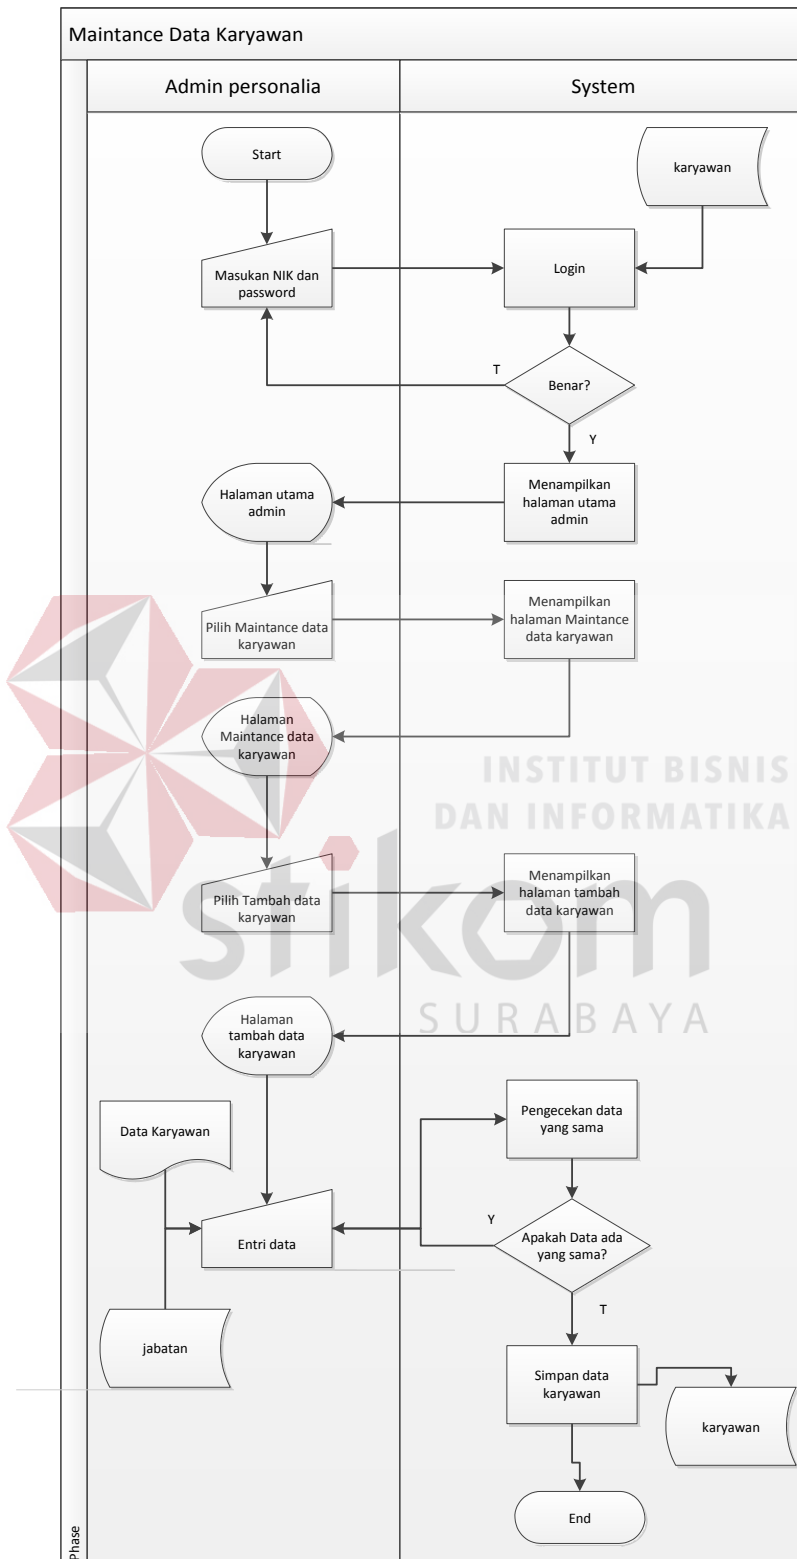 Maintance Data Karyawan
Admin personalia
System
Start
karyawan
Masukan NIK dan
password
Login
T
Benar?
Y
Halaman utama
admin
Menampilkan
halaman utama
admin
Pilih Maintance data
karyawan
Menampilkan
halaman Maintance
data karyawan
Halaman
Maintance data
karyawan
INSTITUT BISNIS
DAN INFORMATIKA
Pilih Tambah data
karyawan
Menampilkan
halaman tambah
data karyawan
stikom
SURABAYA
Halaman
tambah data
karyawan
Data Karyawan
Pengecekan data
yang sama
Entri data
Y
Apakah Data ada
yang sama?
T
jabatan
Simpan data
karyawan
karyawan
End
Phase